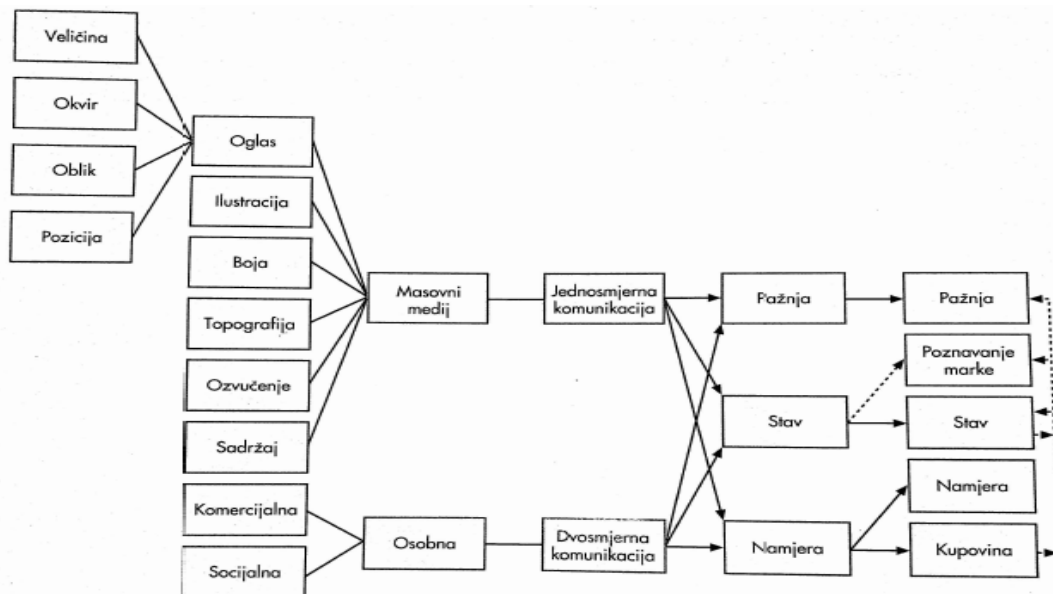 Veličina
Okvir
Oblik
Pozicija
Oglas
Ilustracija
Boja
Topografija
Ozvučenje
Sadržaj
Komercijalna
Socijalna
Masovni
medij
Osobna
Jednosmjerna
komunikacija
Dvosmjerna
komunikacija
Pažnja
Stav
Namjera
Pažnja
Poznavanje
marke
Stav
Namjera
Kupovina